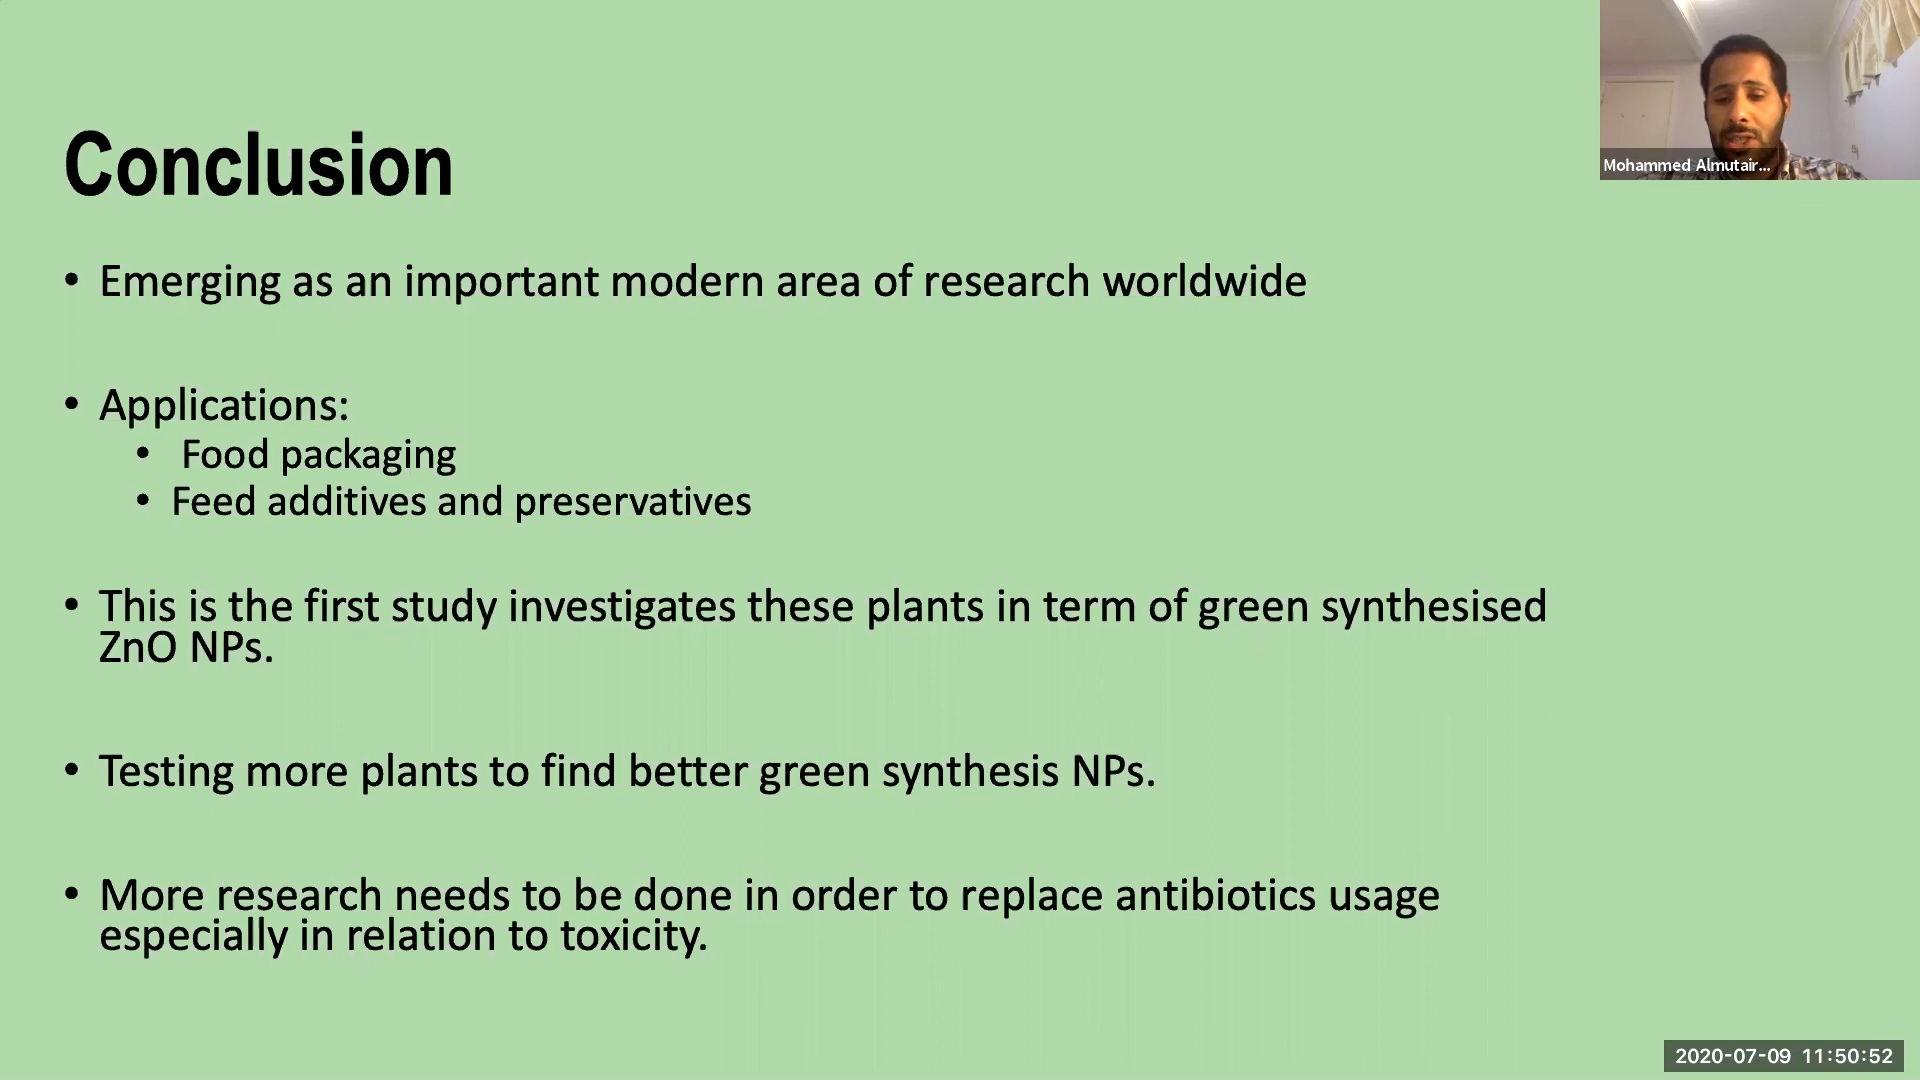 Conclusion
Mohammed Almutair...
• Emerging as an important modern area of research worldwide
• Applications:
• Food packaging
• Feed additives and preservatives
• This is the first study investigates these plants in term of green synthesised
ZnO NPs.
• Testing more plants to find better green synthesis NPs.
• More research needs to be done in order to replace antibiotics usage
especially in relation to toxicity.
2020-07-09 11:50:52